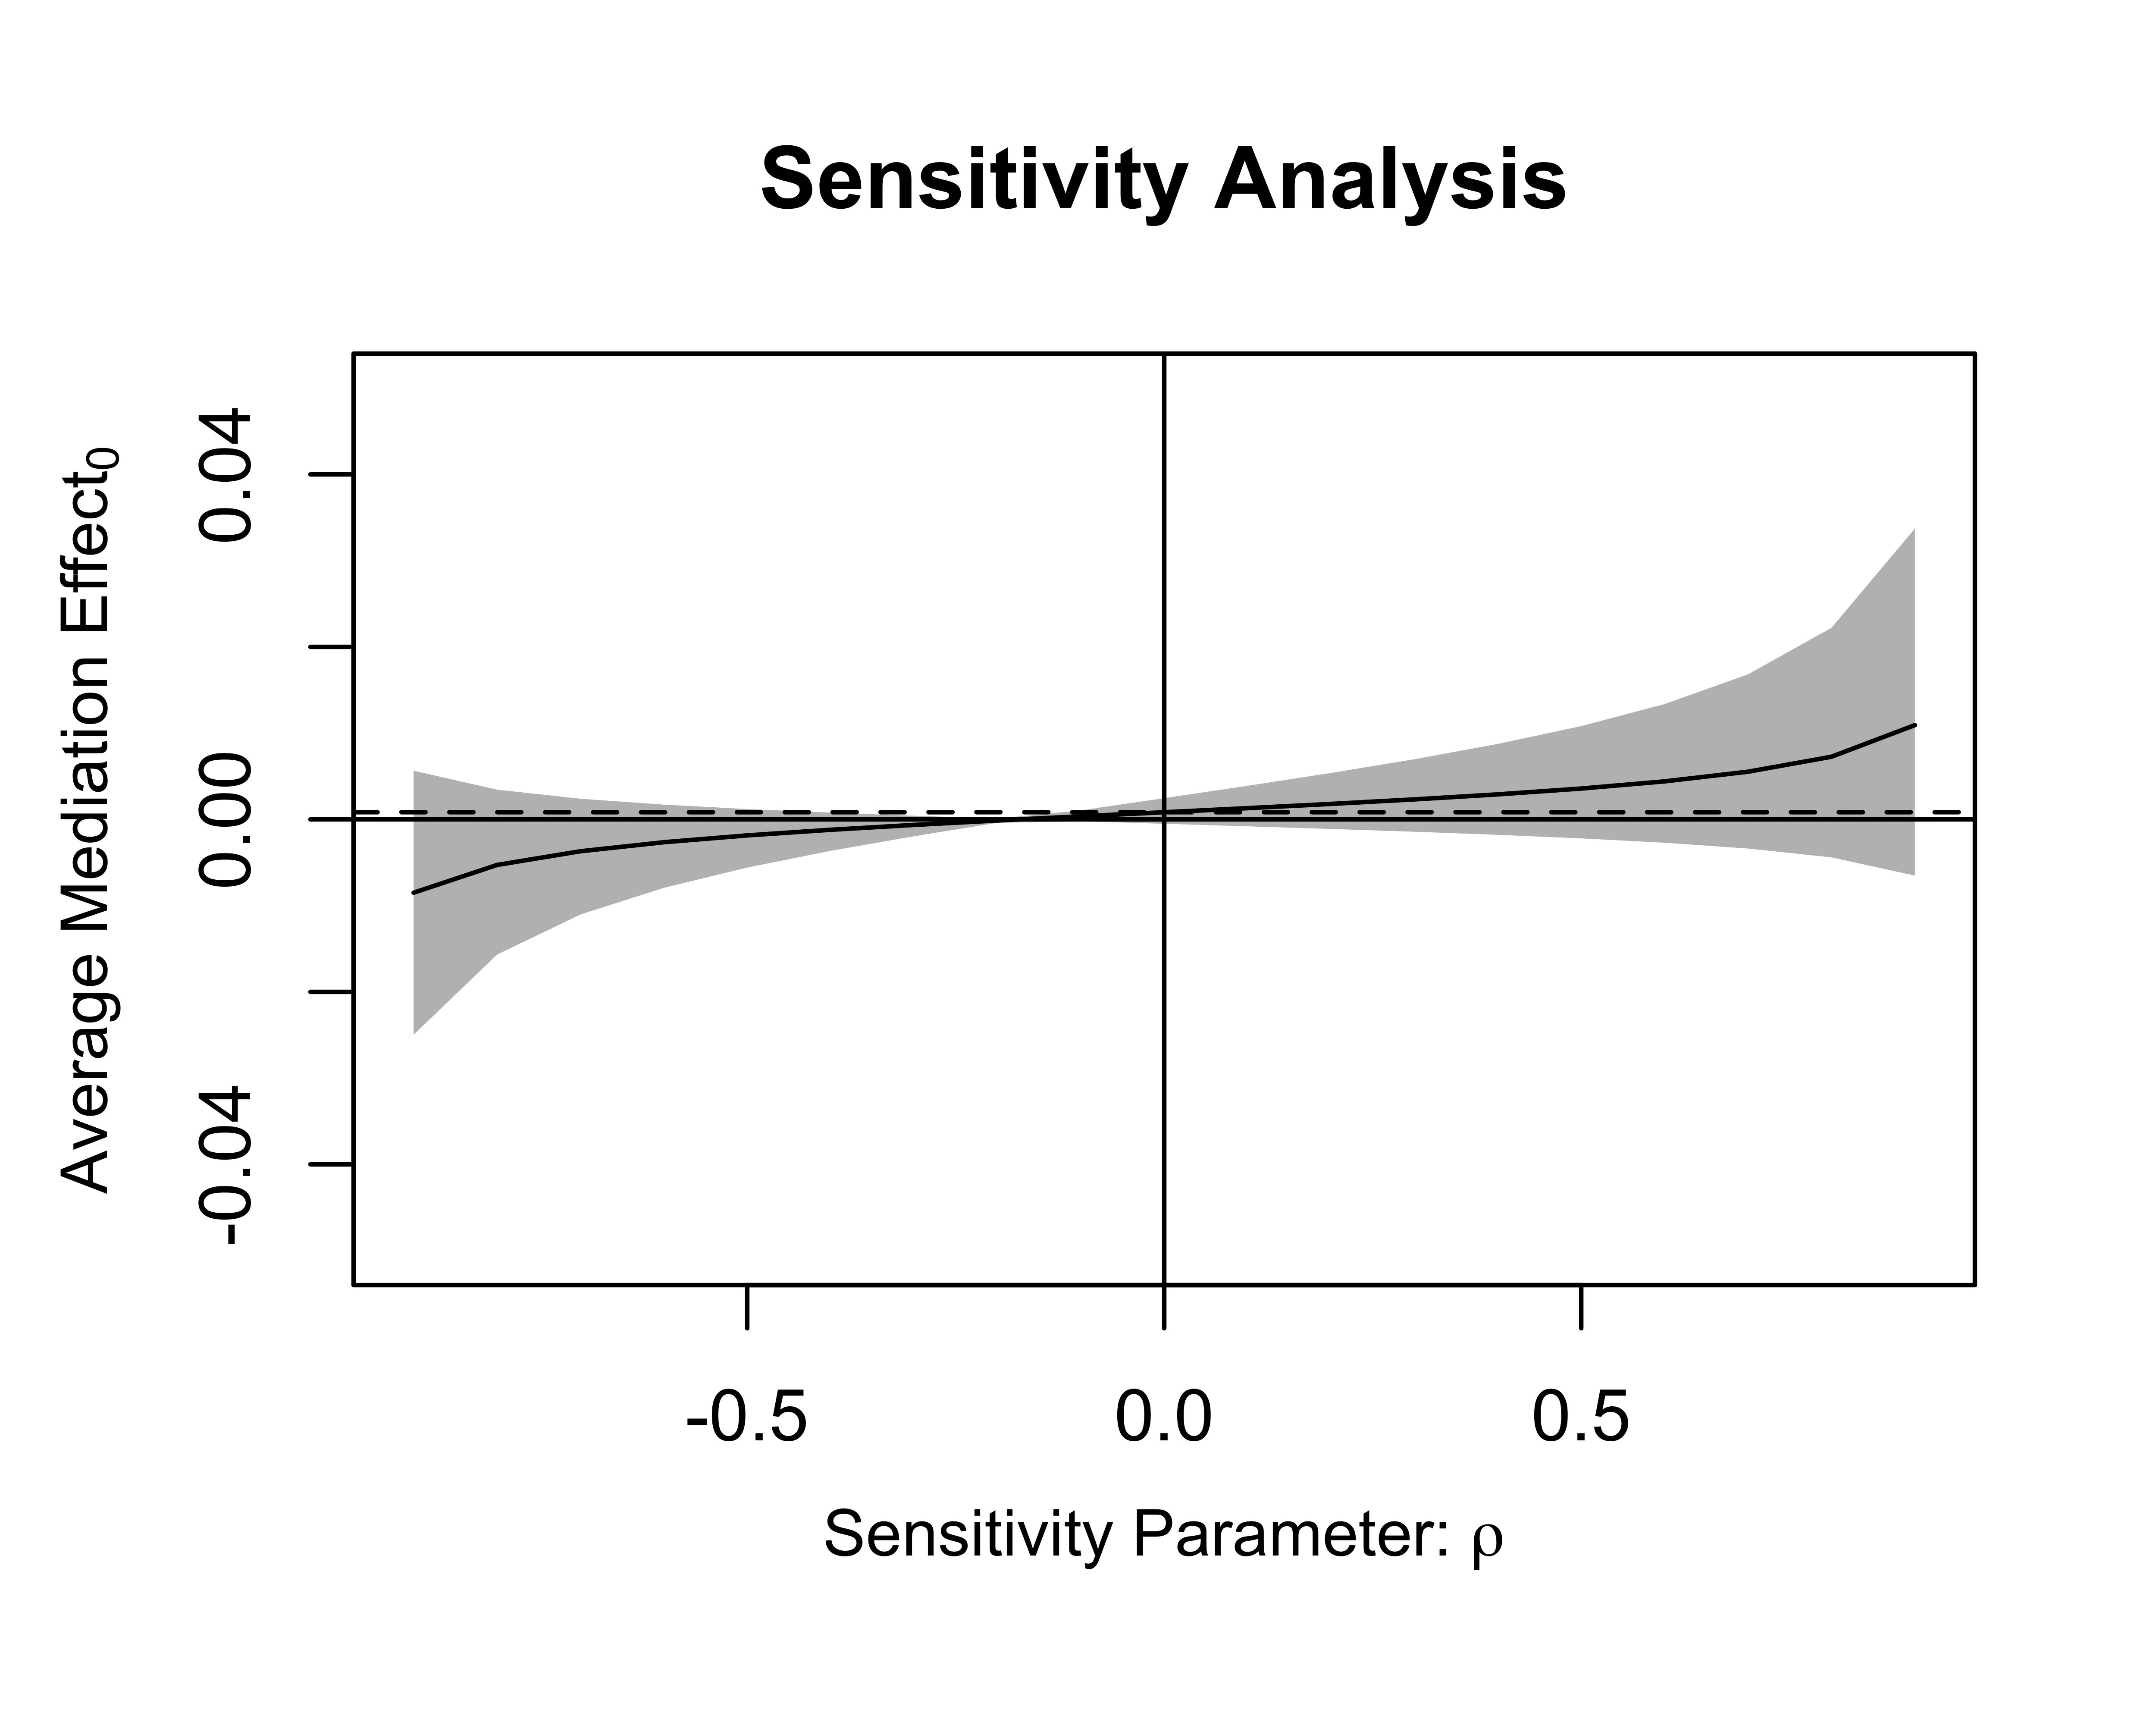 Sensitivity Analysis
Average Mediation Effect₀
0.04
0.00
-0.04
-0.5
0.0
0.5
Sensitivity Parameter: ρ